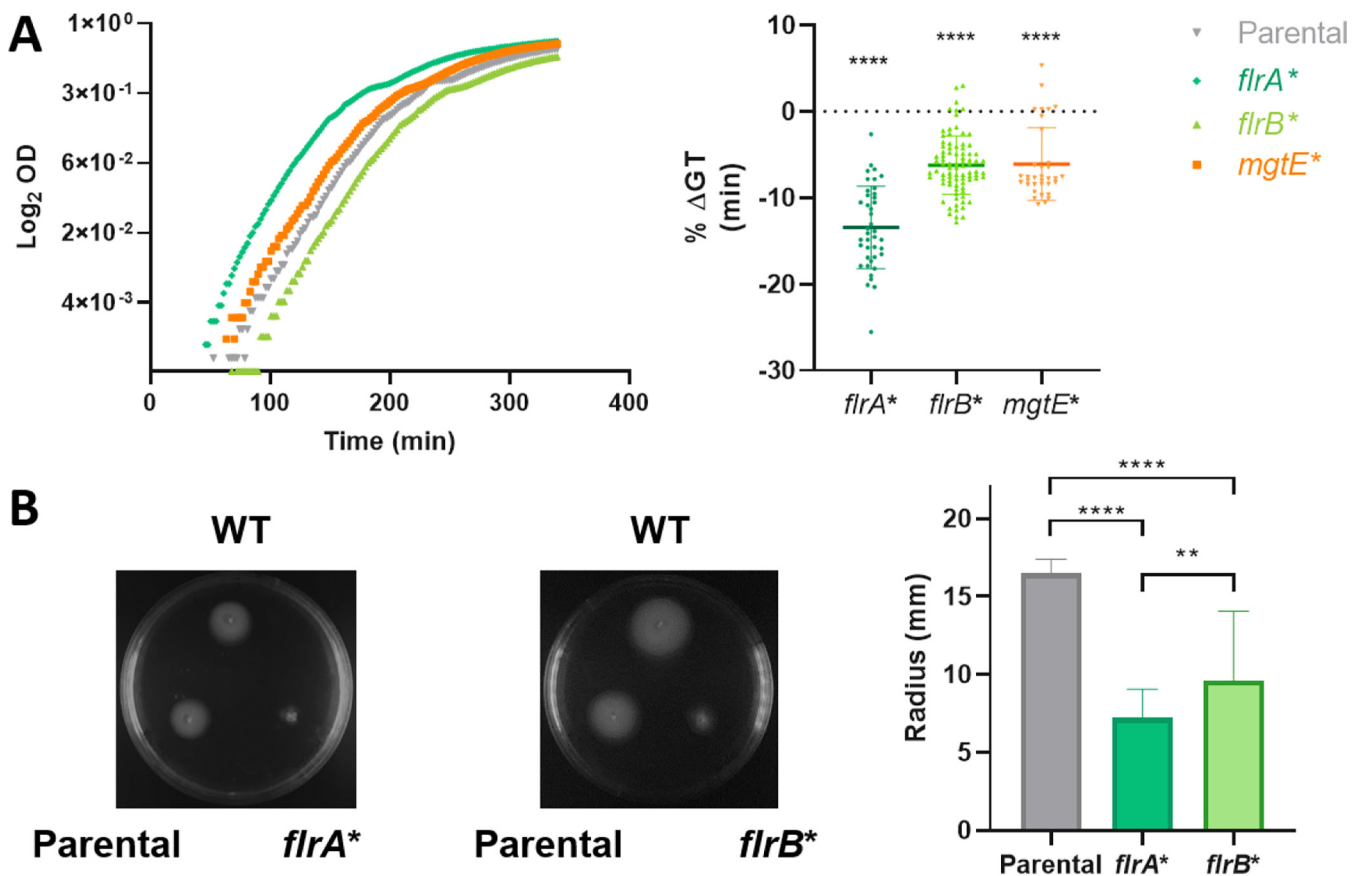 A
1×10⁰
3×10⁻¹
6×10⁻²
2×10⁻²
4×10⁻³
Log₂ OD
0 100 200 300 400
Time (min)
10
0
-10
-20
-30
% ΔGT
(min)
**** **** ****
flrA* flrB* mgtE*
Parental
flrA*
flrB*
mgtE*
B
WT
Parental flrA*
WT
Parental flrB*
20
15
10
5
0
Radius (mm)
****
****
**
Parental flrA* flrB*